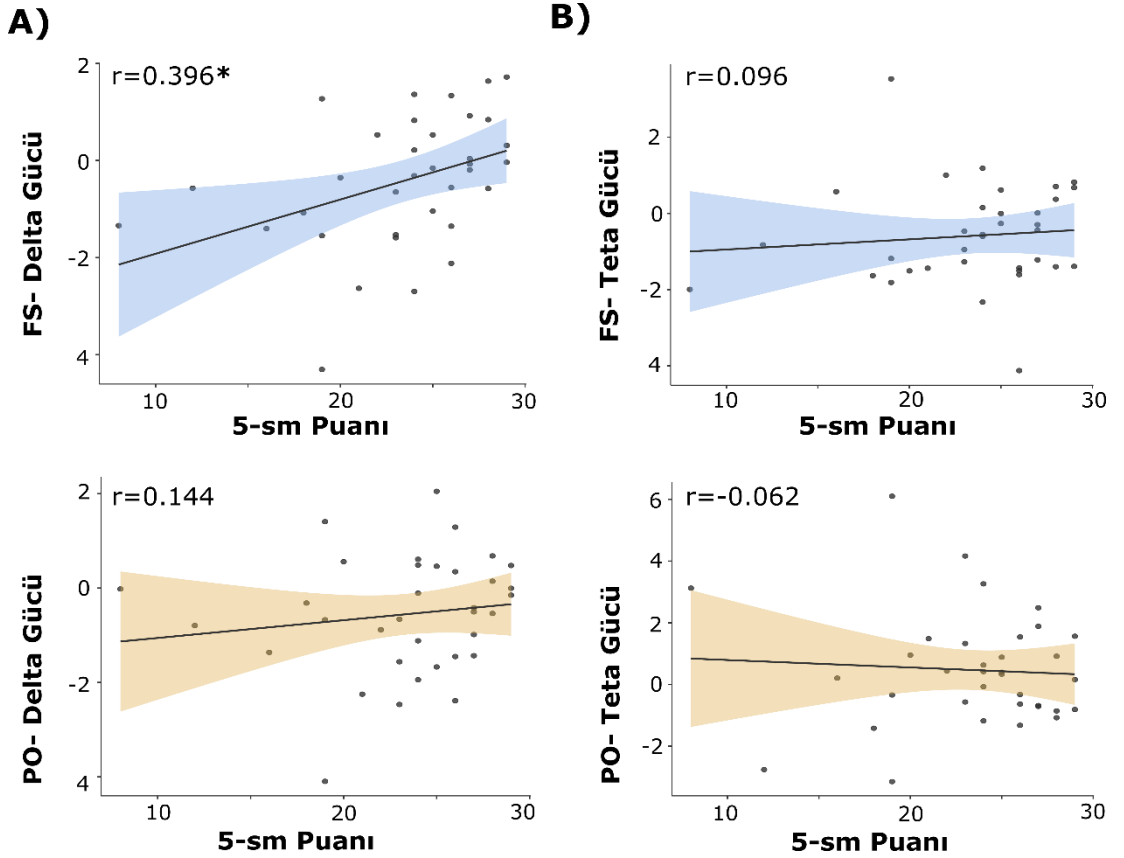 A)
B)
r=0.396*
FS- Delta Gücü
2
0
-2
4
10
20
30
5-sm Puanı
r=0.096
FS- Teta Gücü
2
0
-2
4
10
20
30
5-sm Puanı
r=0.144
PO- Delta Gücü
2
0
-2
4
10
20
30
5-sm Puanı
r=-0.062
PO- Teta Gücü
6
4
2
0
-2
10
20
30
5-sm Puanı